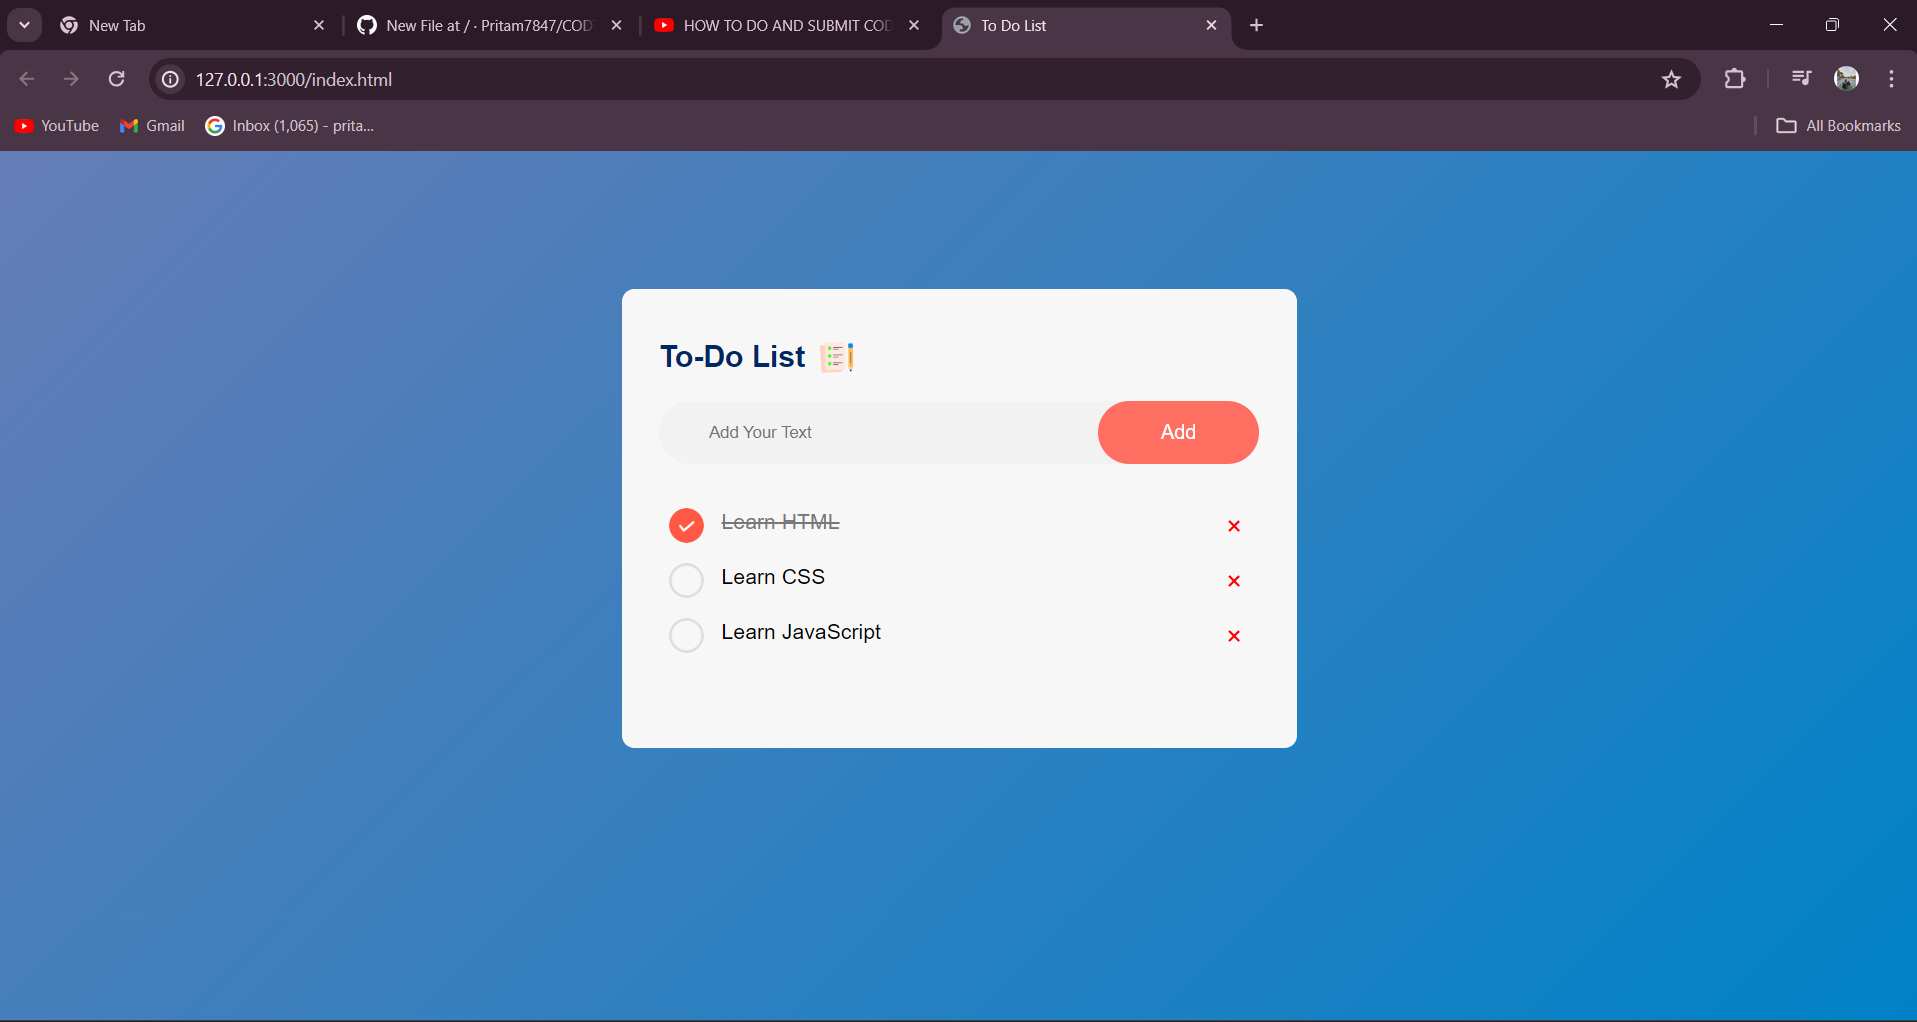 New Tab
New File at / · Pritam7847/COD
HOW TO DO AND SUBMIT COD
To Do List
127.0.0.1:3000/index.html
YouTube
Gmail
Inbox (1,065) - prita...
All Bookmarks
To-Do List
Add Your Text
Add
Learn HTML
Learn CSS
Learn JavaScript